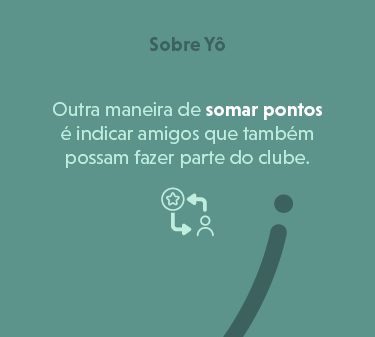 Sobre Yô
Outra maneira de somar pontos
é indicar amigos que também
possam fazer parte do clube.